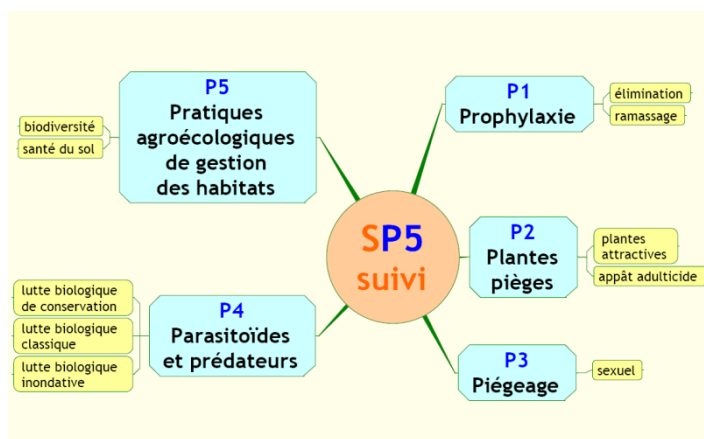 SP5
suivi
P1
Prophylaxie
élimination
ramassage
P2
Plantes
pièges
plantes
attractives
appât adulticide
P3
Piégeage
sexuel
P4
Parasitoïdes
et prédateurs
lutte biologique
de conservation
lutte biologique
classique
lutte biologique
inondative
P5
Pratiques
agroécologiques
de gestion
des habitats
biodiversité
santé du sol